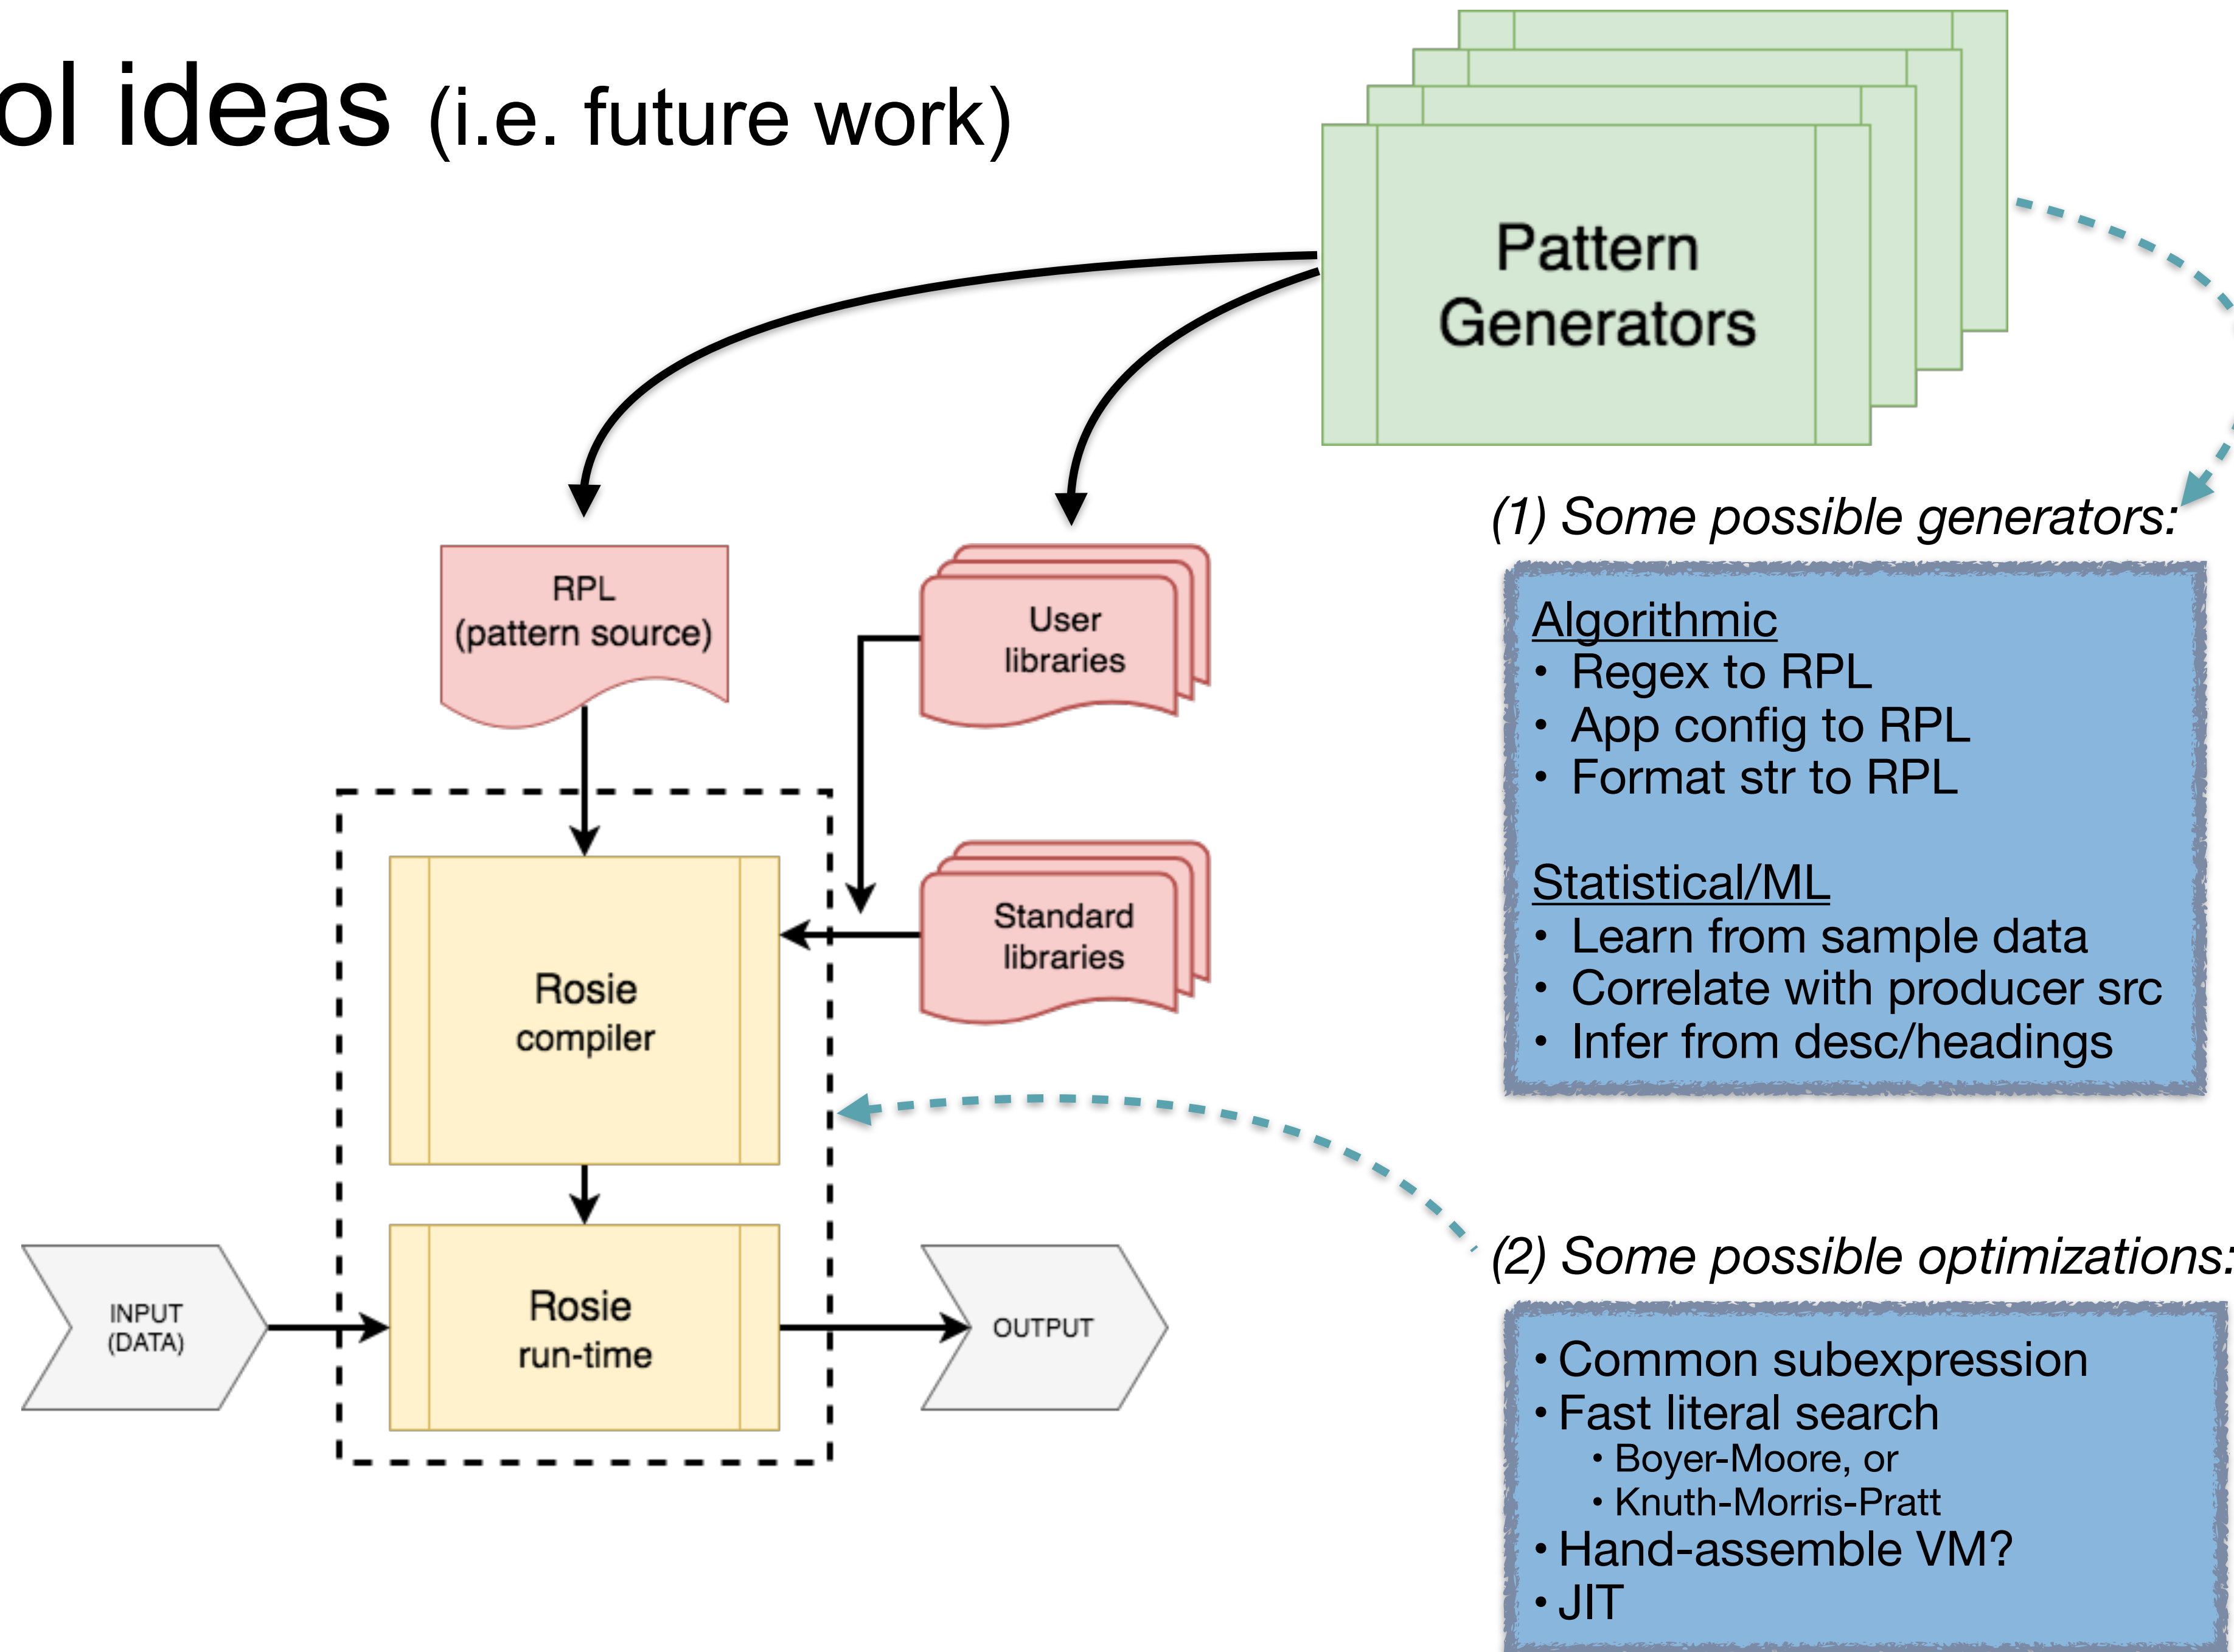 ol ideas (i.e. future work)
Pattern
Generators
RPL
(pattern source)
User
libraries
Standard
libraries
Rosie
compiler
Rosie
run-time
INPUT
(DATA)
OUTPUT
(1) Some possible generators:
Algorithmic
• Regex to RPL
• App config to RPL
• Format str to RPL
Statistical/ML
• Learn from sample data
• Correlate with producer src
• Infer from desc/headings
(2) Some possible optimizations:
• Common subexpression
• Fast literal search
• Boyer-Moore, or
• Knuth-Morris-Pratt
• Hand-assemble VM?
• JIT